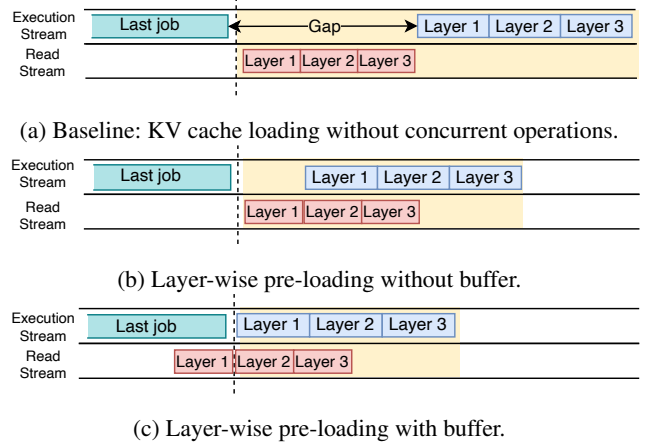 Execution Stream
Last job
Gap
Layer 1 Layer 2 Layer 3
Read Stream
Layer 1 Layer 2 Layer 3
(a) Baseline: KV cache loading without concurrent operations.
Execution Stream
Last job
Layer 1 Layer 2 Layer 3
Read Stream
Layer 1 Layer 2 Layer 3
(b) Layer-wise pre-loading without buffer.
Execution Stream
Last job
Layer 1 Layer 2 Layer 3
Read Stream
Layer 1 Layer 2 Layer 3
(c) Layer-wise pre-loading with buffer.